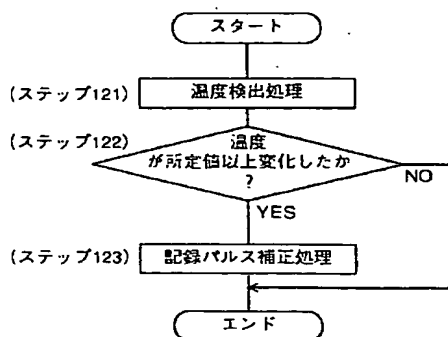 スタート
(ステップ121)
温度検出処理
(ステップ122)
温度
が所定値以上変化したか
?
NO
YES
(ステップ123)
記録パルス補正処理
エンド